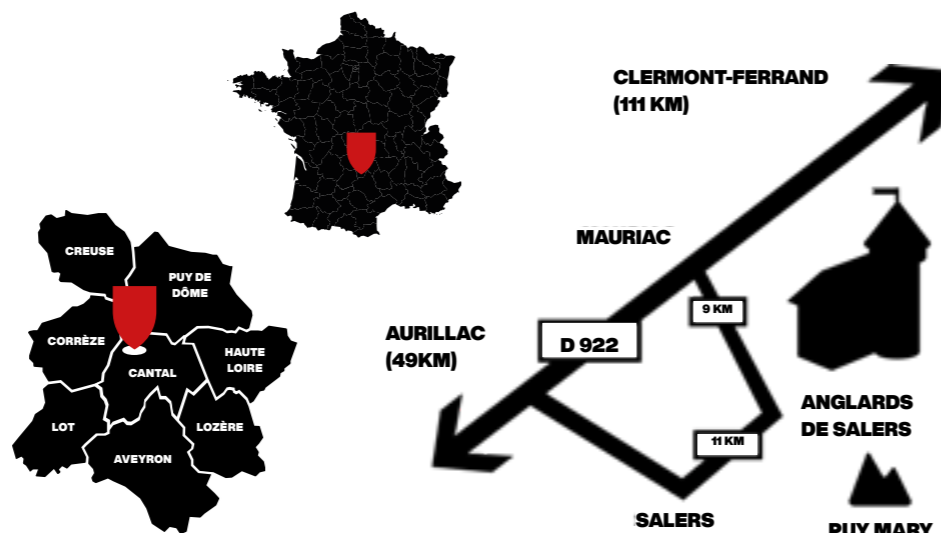 CREUSE
PUY DE
DÔME
CORRÈZE
CANTAL
HAUTE
LOIRE
LOT
LOZÈRE
AVEYRON
CLERMONT-FERRAND
(111 KM)
MAURIAC
9 KM
AURILLAC
(49KM)
D 922
ANGLARDS
DE SALERS
11 KM
SALERS
PUY MARY